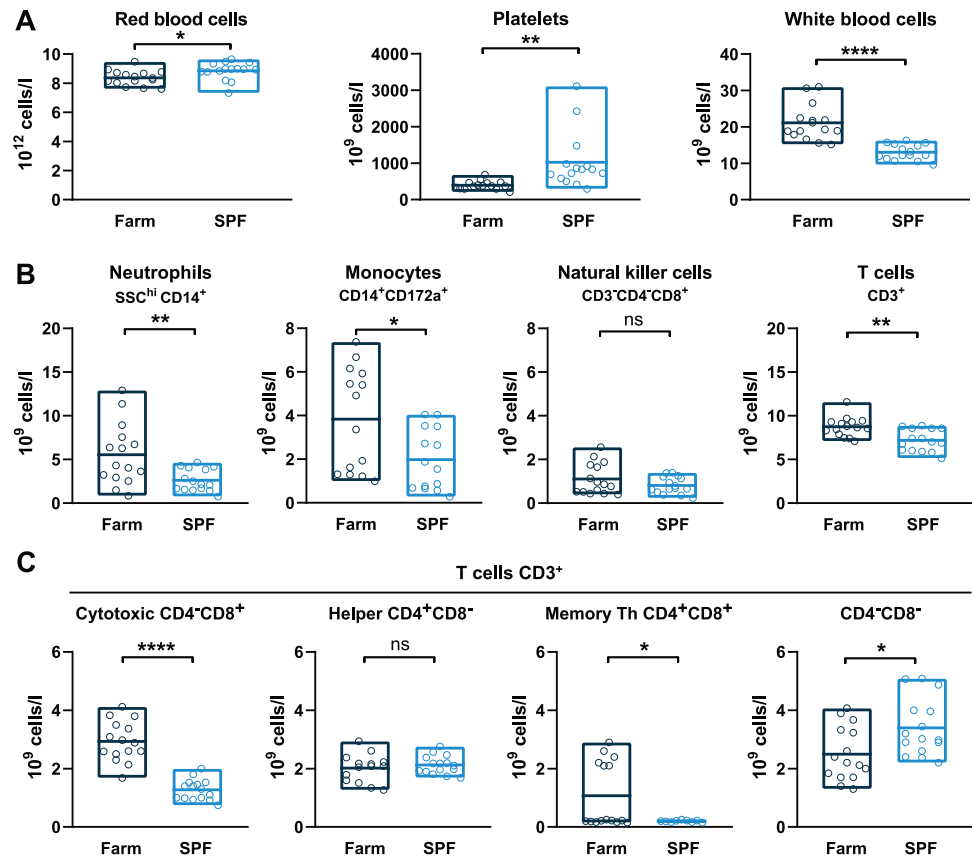 A
Red blood cells
Platelets
White blood cells
*
**
****
10¹² cells/l
10
8
6
4
2
0
Farm SPF
10⁹ cells/l
4000
3000
2000
1000
0
Farm SPF
10⁹ cells/l
40
30
20
10
0
Farm SPF
B
Neutrophils
SSCʰⁱ CD14⁺
**
10⁹ cells/l
20
15
10
5
0
Farm SPF
Monocytes
CD14⁺CD172a⁺
*
10⁹ cells/l
8
6
4
2
0
Farm SPF
Natural killer cells
CD3⁻CD4⁻CD8⁺
ns
10⁹ cells/l
8
6
4
2
0
Farm SPF
T cells
CD3⁺
**
10⁹ cells/l
20
15
10
5
0
Farm SPF
C
T cells CD3⁺
Cytotoxic CD4⁻CD8⁺
****
10⁹ cells/l
6
4
2
0
Farm SPF
Helper CD4⁺CD8⁻
ns
10⁹ cells/l
6
4
2
0
Farm SPF
Memory Th CD4⁺CD8⁺
*
10⁹ cells/l
6
4
2
0
Farm SPF
CD4⁻CD8⁻
*
10⁹ cells/l
6
4
2
0
Farm SPF